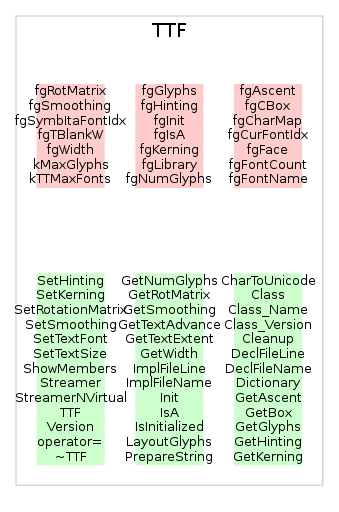 TTF
fgRotMatrix fgGlyphs fgAscent
fgSmoothing fgHinting fgCBox
fgSymbItaFontIdx fgInit fgCharMap
fgTBlankW fgIsA fgCurFontIdx
fgWidth fgKerning fgFace
kMaxGlyphs fgLibrary fgFontCount
kTTMaxFonts fgNumGlyphs fgFontName
SetHinting GetNumGlyphs CharToUnicode
SetKerning GetRotMatrix Class
SetRotationMatrix GetSmoothing Class_Name
SetSmoothing GetTextAdvance Class_Version
SetTextFont GetTextExtent Cleanup
SetTextSize GetWidth DeclFileLine
ShowMembers ImplFileLine DeclFileName
Streamer ImplFileName Dictionary
StreamerNVirtual Init GetAscent
TTF IsA GetBox
Version IsInitialized GetGlyphs
operator= LayoutGlyphs GetHinting
~TTF PrepareString GetKerning